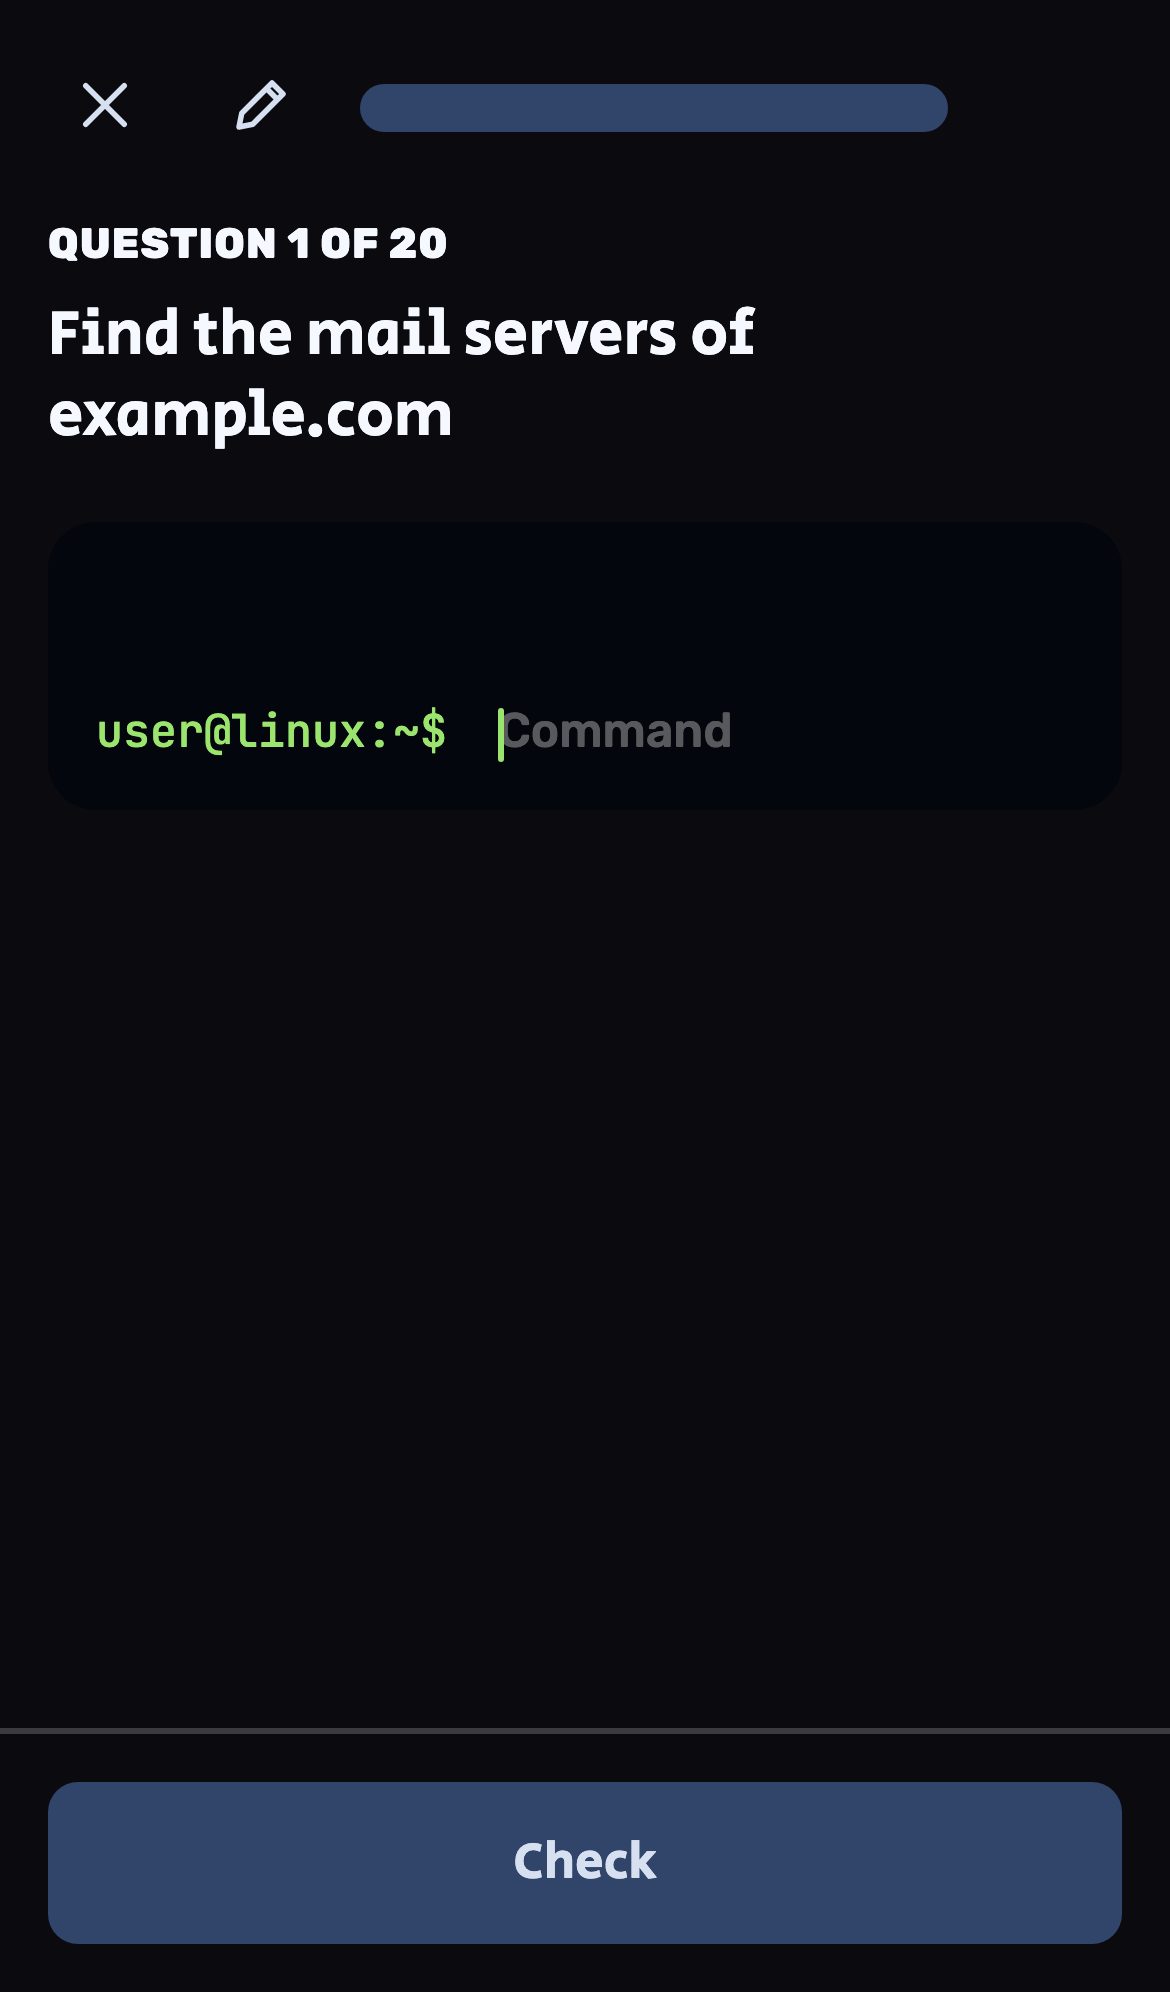 QUESTION 1 OF 20
Find the mail servers of
example.com
user@linux:~$ Command
Check